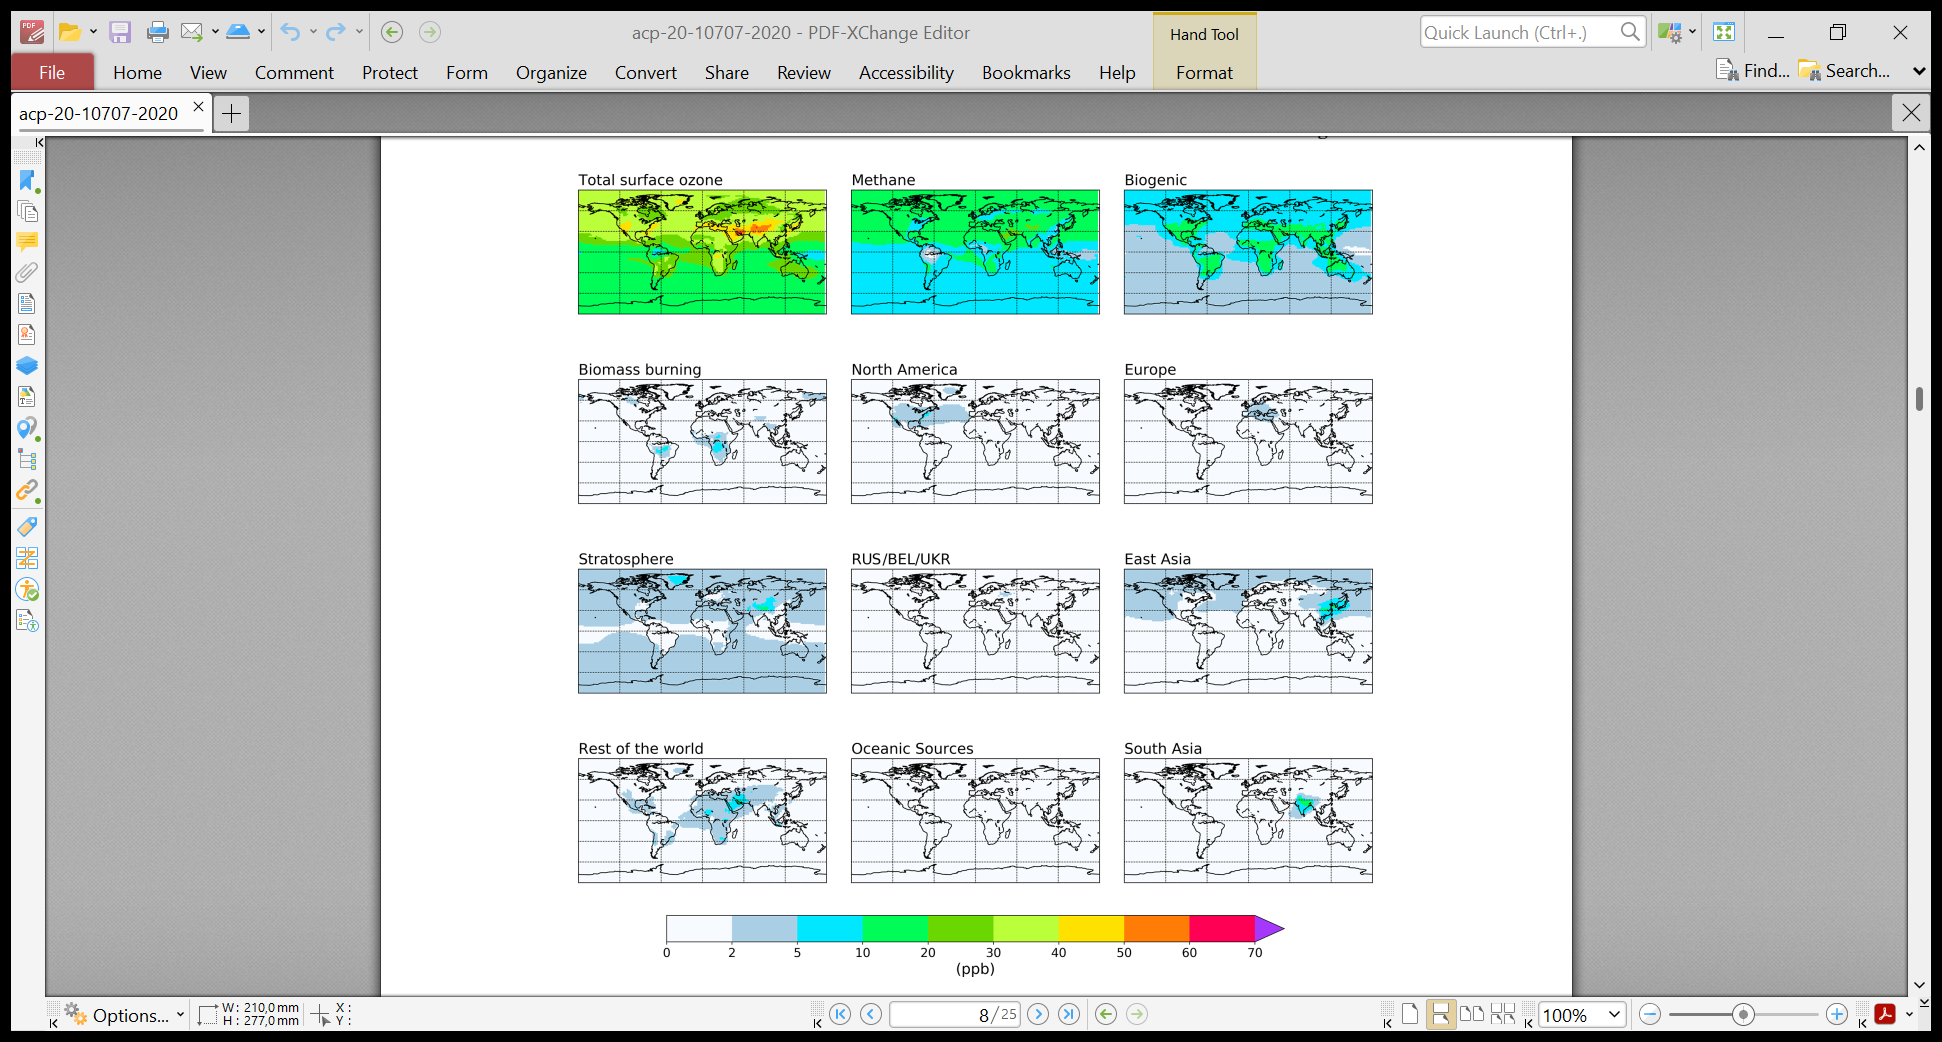 acp-20-10707-2020 - PDF-XChange Editor
Hand Tool
Quick Launch (Ctrl+.)
File
Home
View
Comment
Protect
Form
Organize
Convert
Share
Review
Accessibility
Bookmarks
Help
Format
Find...
Search...
acp-20-10707-2020
Total surface ozone
Methane
Biogenic
Biomass burning
North America
Europe
Stratosphere
RUS/BEL/UKR
East Asia
Rest of the world
Oceanic Sources
South Asia
0 2 5 10 20 30 40 50 60 70
(ppb)
Options...
W: 210,0 mm
H: 277,0 mm
X:
Y:
8/25
100%